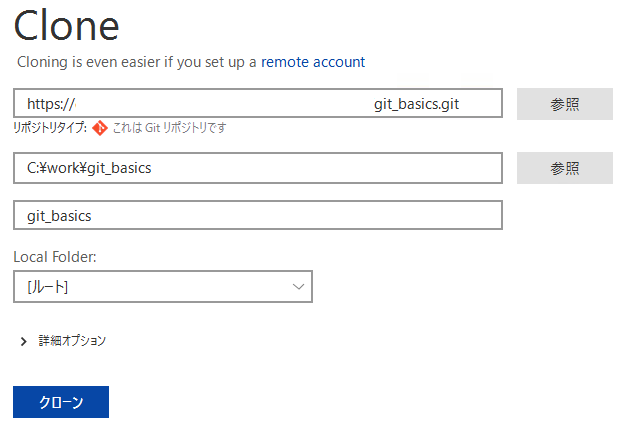 Clone
Cloning is even easier if you set up a remote account
https:// git_basics.git 参照
リポジトリタイプ: これは Git リポジトリです
C:¥work¥git_basics 参照
git_basics
Local Folder:
[ルート]
詳細オプション
クローン